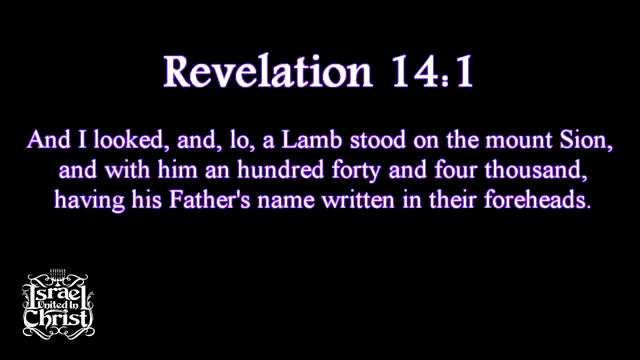 Revelation 14:1
And I looked, and, lo, a Lamb stood on the mount Sion,
and with him an hundred forty and four thousand,
having his Father's name written in their foreheads.
Israel
United In
Christ